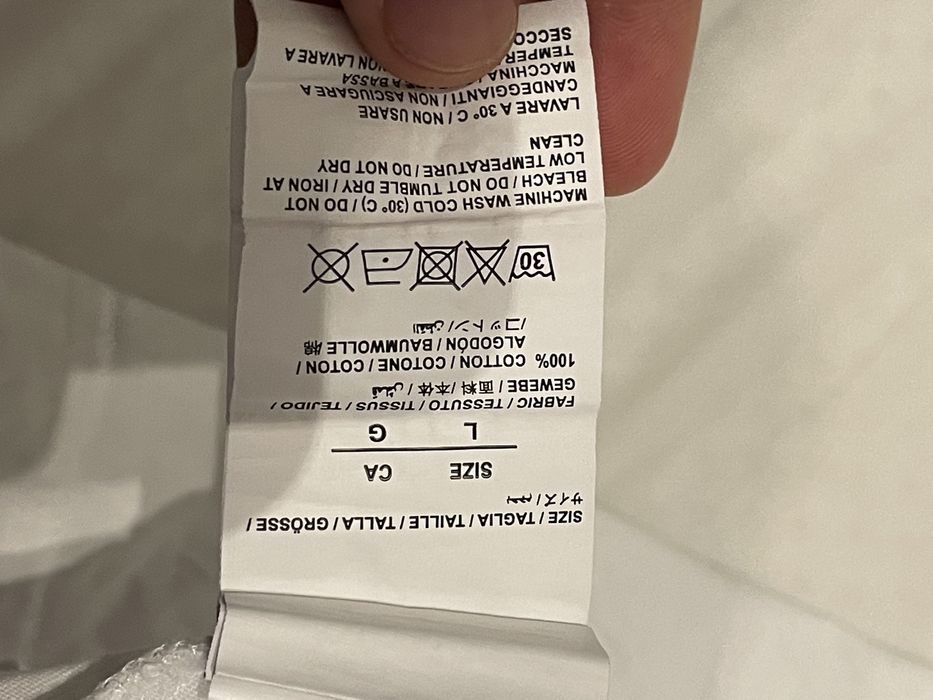 SIZE / TAGLIA / TAILLE / TALLA / GRÖSSE /
サイズ /
SIZE CA
L G
FABRIC / TESSUTO / TISSUS / TEJIDO /
GEWEBE / 面料 / 本体 / قماش
100% COTTON / COTONE / COTON /
ALGODÓN / BAUMWOLLE / 棉
/コットン / القطن
30
MACHINE WASH COLD (30° C) / DO NOT
BLEACH / DO NOT TUMBLE DRY / IRON AT
LOW TEMPERATURE / DO NOT DRY
CLEAN
LAVARE A 30° C / NON USARE
CANDEGGIANTI / NON ASCIUGARE A
MACCHINA / A BASSA
NON LAVARE A
SECCO